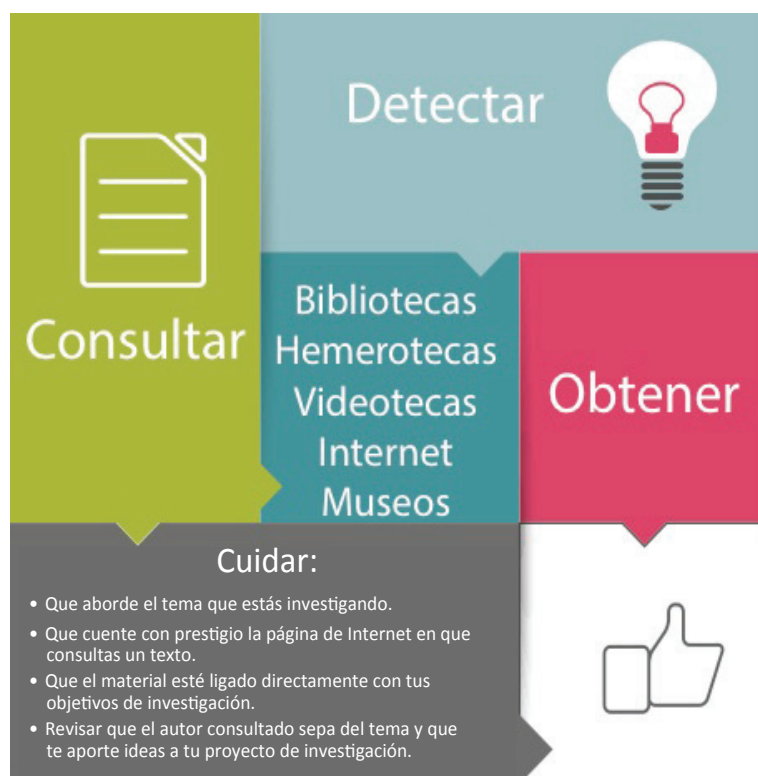 Detectar
Consultar
Bibliotecas
Hemerotecas
Videotecas
Internet
Museos
Obtener
Cuidar:
• Que aborde el tema que estás investigando.
• Que cuente con prestigio la página de Internet en que
consultas un texto.
• Que el material esté ligado directamente con tus
objetivos de investigación.
• Revisar que el autor consultado sepa del tema y que
te aporte ideas a tu proyecto de investigación.